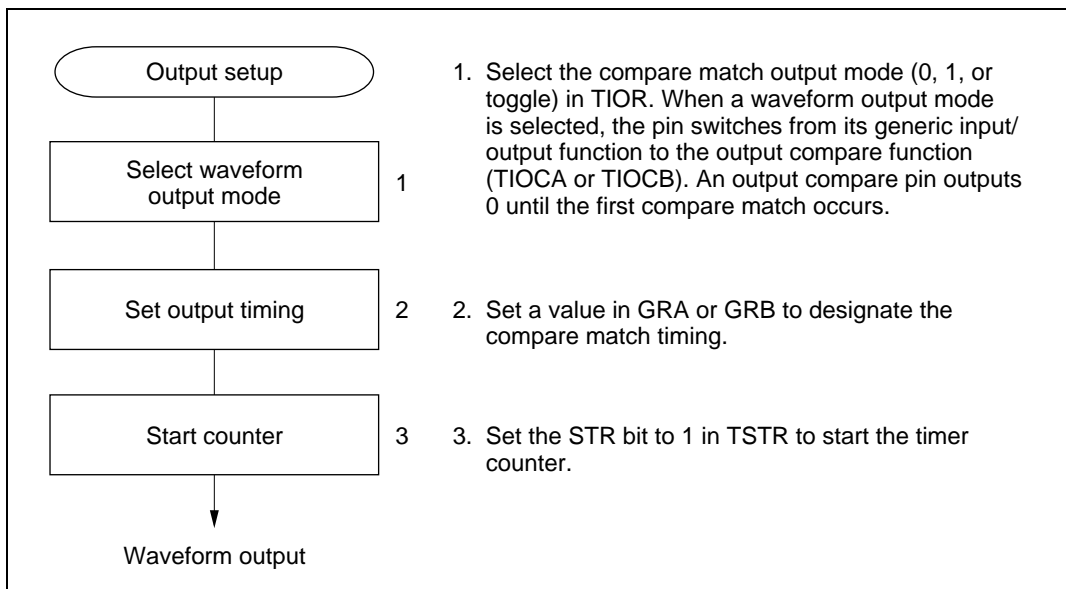 Output setup
Select waveform
output mode
1
1. Select the compare match output mode (0, 1, or
toggle) in TIOR. When a waveform output mode
is selected, the pin switches from its generic input/
output function to the output compare function
(TIOCA or TIOCB). An output compare pin outputs
0 until the first compare match occurs.
Set output timing
2
2. Set a value in GRA or GRB to designate the
compare match timing.
Start counter
3
3. Set the STR bit to 1 in TSTR to start the timer
counter.
Waveform output